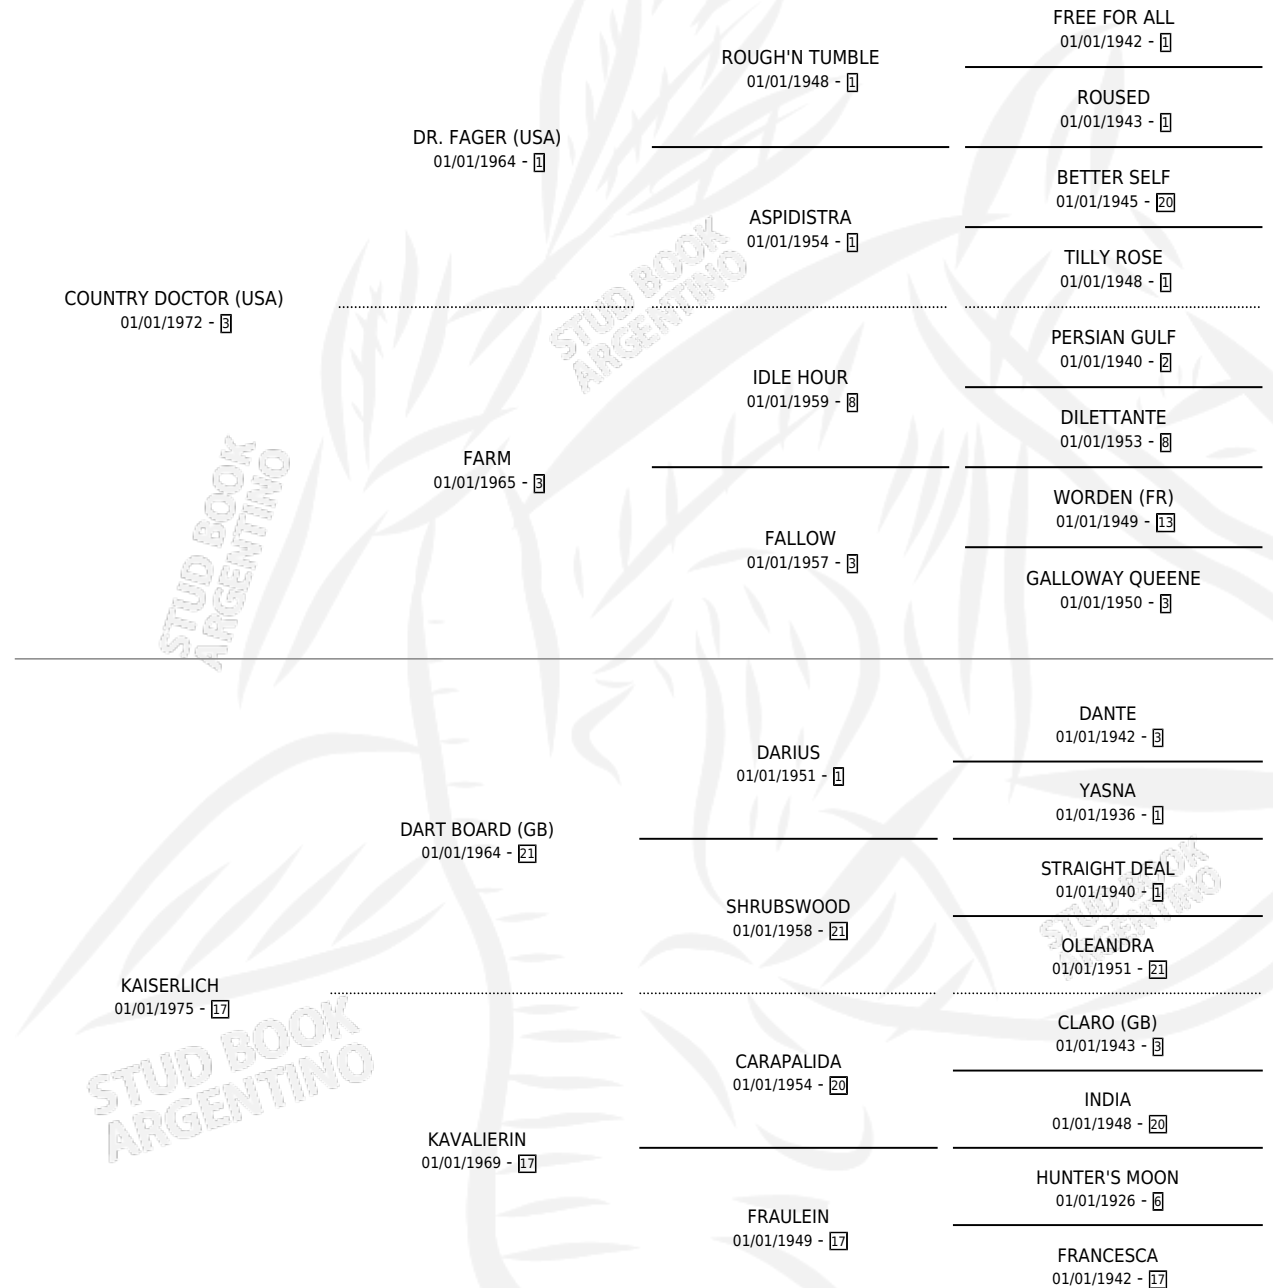 FREE FOR ALL
01/01/1942 - 1
ROUGH'N TUMBLE
01/01/1948 - 1
ROUSED
01/01/1943 - 1
DR. FAGER (USA)
01/01/1964 - 1
BETTER SELF
01/01/1945 - 20
ASPIDISTRA
01/01/1954 - 1
TILLY ROSE
01/01/1948 - 1
COUNTRY DOCTOR (USA)
01/01/1972 - 3
PERSIAN GULF
01/01/1940 - 2
IDLE HOUR
01/01/1959 - 8
DILETTANTE
01/01/1953 - 8
FARM
01/01/1965 - 3
WORDEN (FR)
01/01/1949 - 13
FALLOW
01/01/1957 - 3
GALLOWAY QUEENE
01/01/1950 - 3
DANTE
01/01/1942 - 3
DARIUS
01/01/1951 - 1
YASNA
01/01/1936 - 1
DART BOARD (GB)
01/01/1964 - 21
STRAIGHT DEAL
01/01/1940 - 1
SHRUBSWOOD
01/01/1958 - 21
OLEANDRA
01/01/1951 - 21
KAISERLICH
01/01/1975 - 17
CLARO (GB)
01/01/1943 - 3
CARAPALIDA
01/01/1954 - 20
INDIA
01/01/1948 - 20
KAVALIERIN
01/01/1969 - 17
HUNTER'S MOON
01/01/1926 - 6
FRAULEIN
01/01/1949 - 17
FRANCESCA
01/01/1942 - 17
STUD BOOK
ARGENTINO
STUD BOOK
ARGENTINO
STUD BOOK
ARGENTINO
STUD BOOK
ARGENTINO